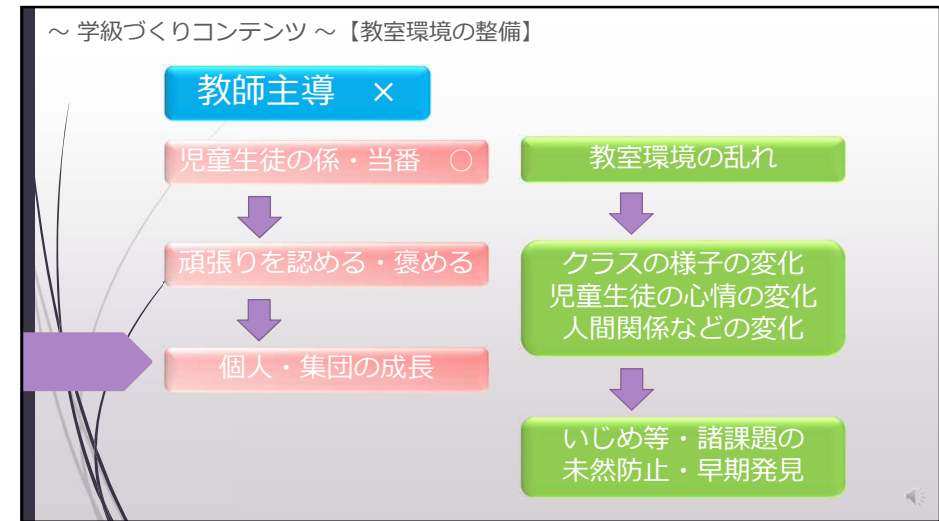 ～ 学級づくりコンテンツ ～【教室環境の整備】
教師主導　×
児童生徒の係・当番　○
頑張りを認める・褒める
個人・集団の成長
教室環境の乱れ
クラスの様子の変化
児童生徒の心情の変化
人間関係などの変化
いじめ等・諸課題の
未然防止・早期発見